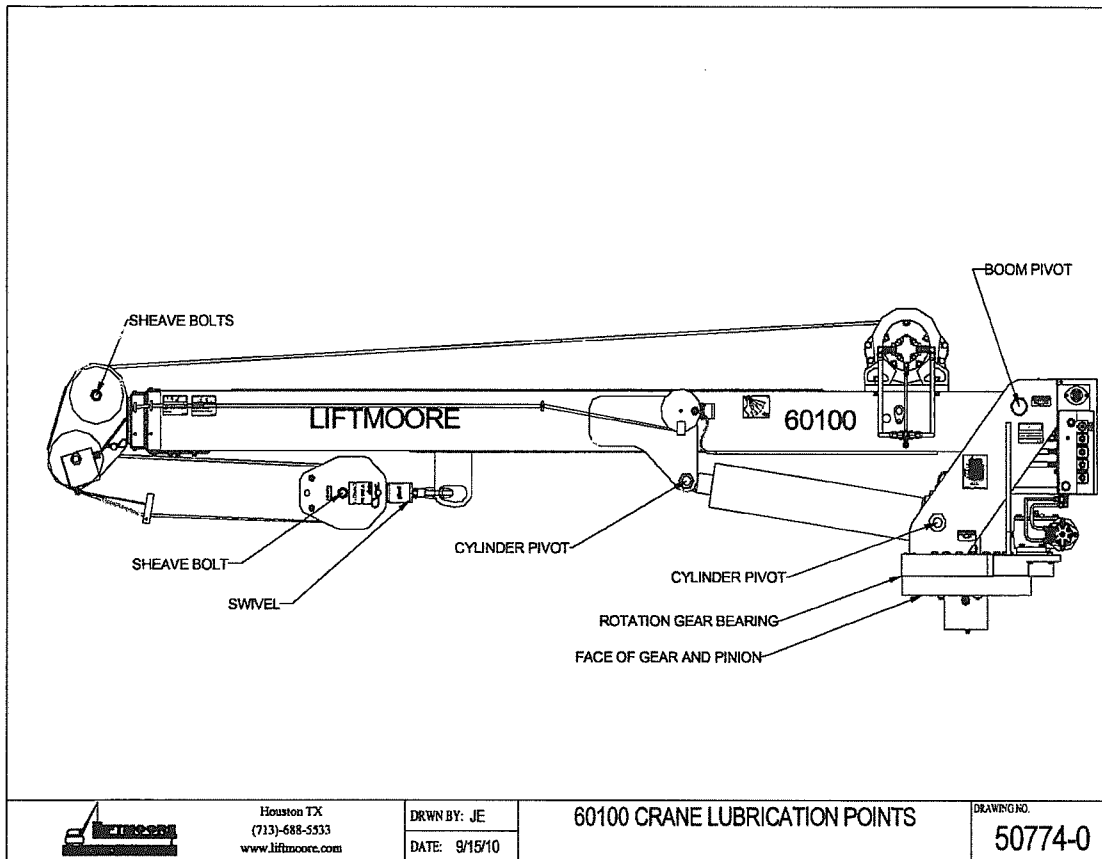 BOOM PIVOT
SHEAVE BOLTS
LIFTMOORE
60100
CYLINDER PIVOT
SHEAVE BOLT
CYLINDER PIVOT
SWIVEL
ROTATION GEAR BEARING
FACE OF GEAR AND PINION
LIFTMOORE
Houston TX
(713)-688-5533
www.liftmoore.com
DRWN BY: JE
DATE: 9/15/10
60100 CRANE LUBRICATION POINTS
DRAWING NO.
50774-0